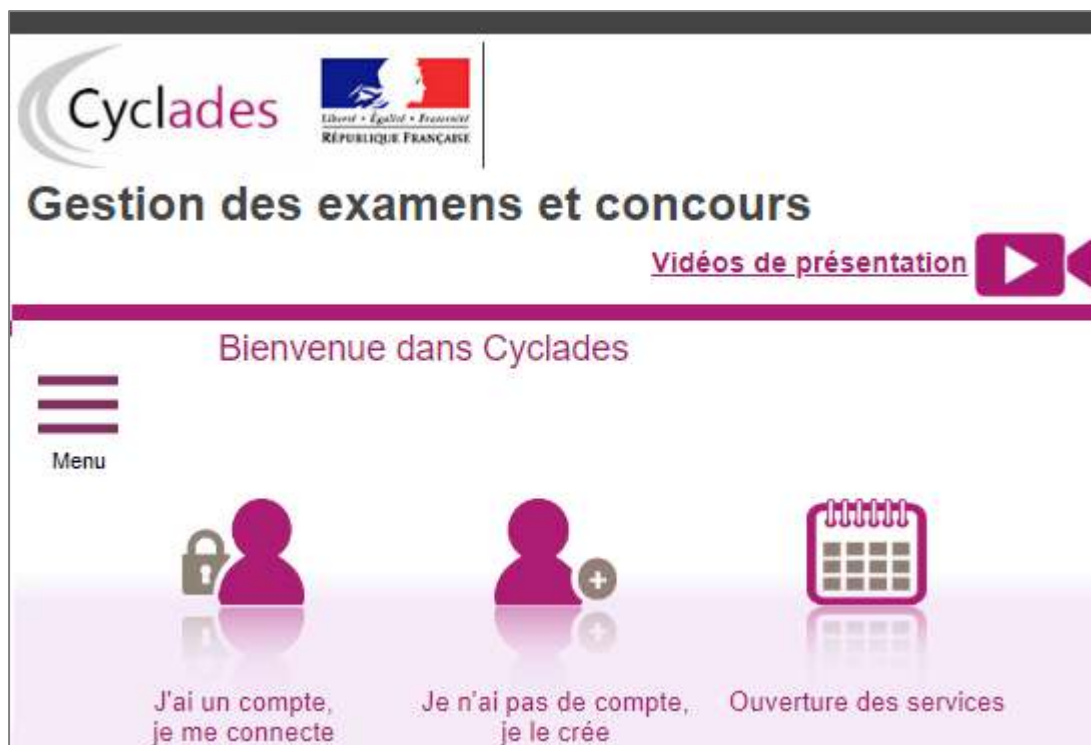 Cyclades
Liberté • Égalité • Fraternité
RÉPUBLIQUE FRANÇAISE
Gestion des examens et concours
Vidéos de présentation
Bienvenue dans Cyclades
Menu
J'ai un compte,
je me connecte
Je n'ai pas de compte,
je le crée
Ouverture des services